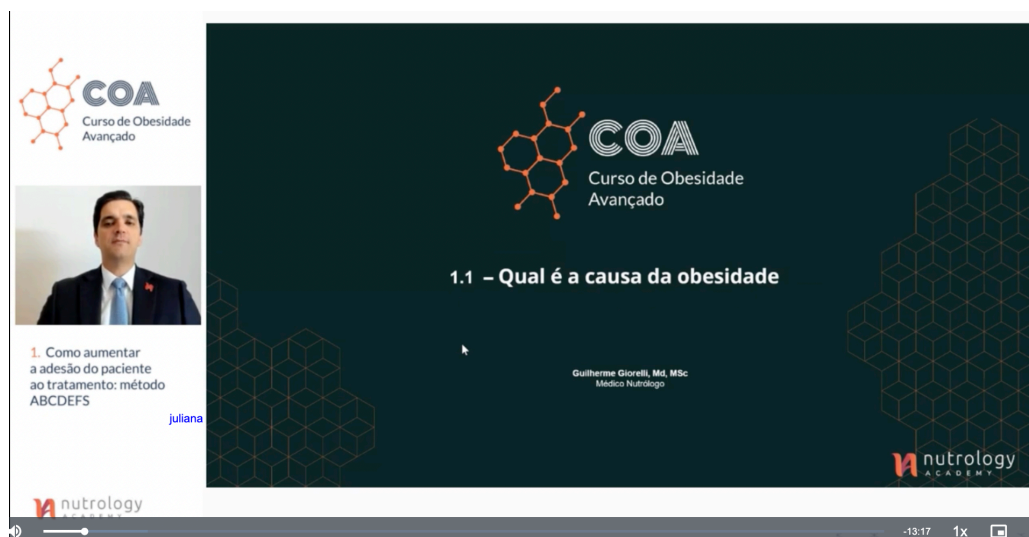 COA
Curso de Obesidade
Avançado
1. Como aumentar
a adesão do paciente
ao tratamento: método
ABCDEFS
juliana
nutrology
ACADEMY
COA
Curso de Obesidade
Avançado
1.1 – Qual é a causa da obesidade
Guilherme Giorelli, Md, MSc
Médico Nutrólogo
nutrology
ACADEMY
-13:17
1x